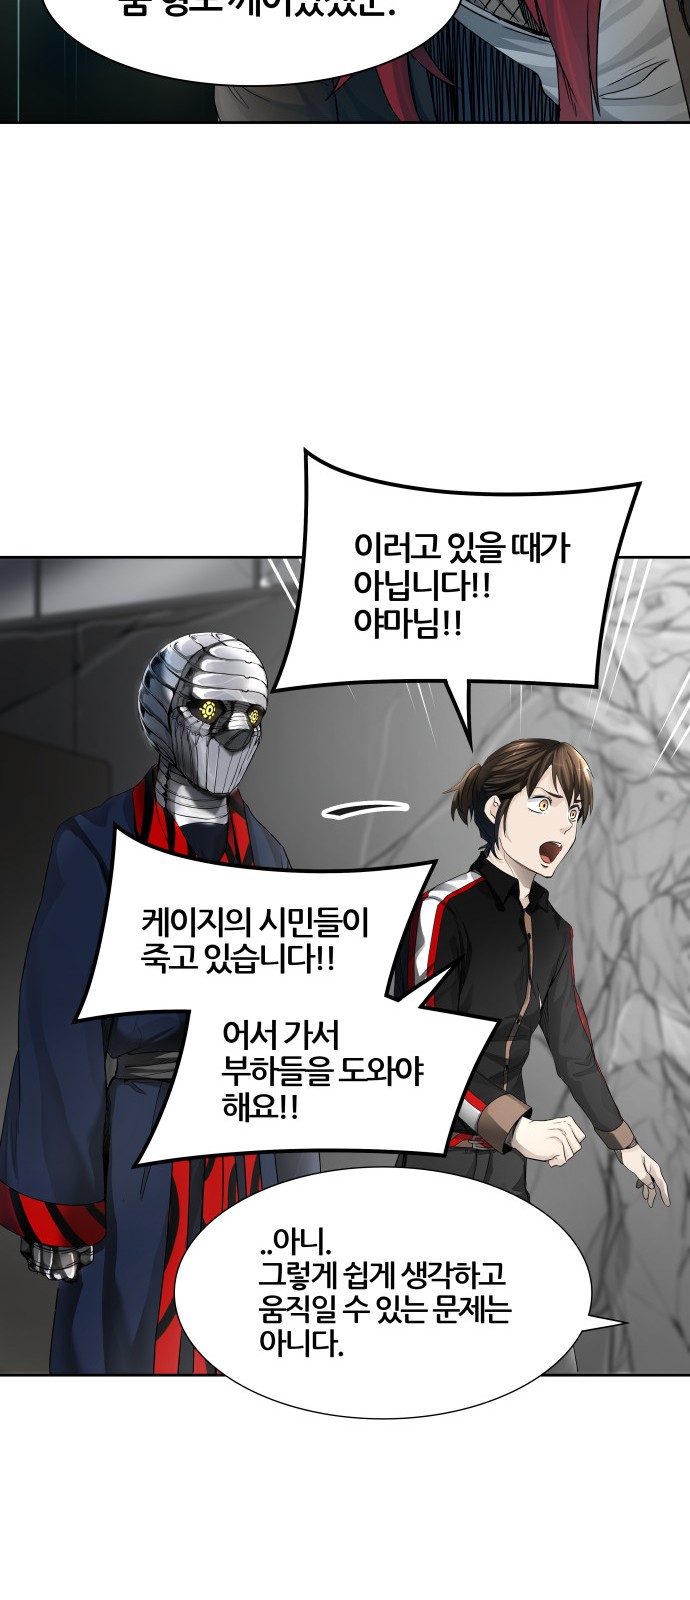 이러고 있을 때가
아닙니다!!
야마님!!
케이지의 시민들이
죽고 있습니다!!
어서 가서
부하들을 도와야
해요!!
..아니.
그렇게 쉽게 생각하고
움직일 수 있는 문제는
아니다.